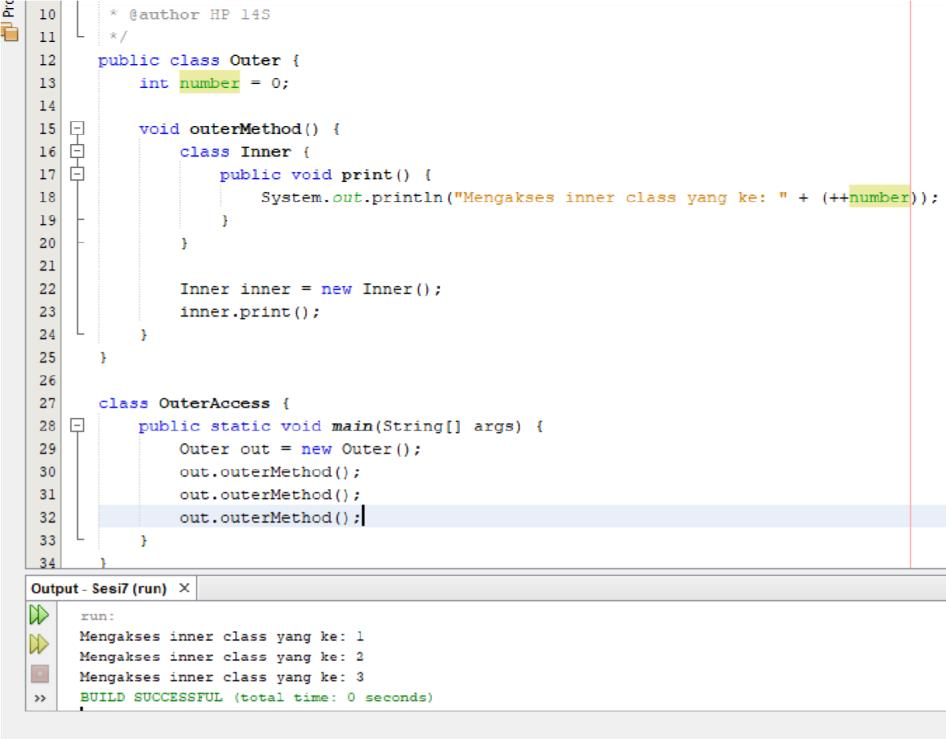 Pro
10 * @author HP 14S
11 */
12 public class Outer {
13 int number = 0;
14
15 void outerMethod() {
16 class Inner {
17 public void print() {
18 System.out.println("Mengakses inner class yang ke: " + (++number));
19 }
20 }
21
22 Inner inner = new Inner();
23 inner.print();
24 }
25 }
26
27 class OuterAccess {
28 public static void main(String[] args) {
29 Outer out = new Outer();
30 out.outerMethod();
31 out.outerMethod();
32 out.outerMethod();
33 }
34 }
Output - Sesi7 (run) ×
run:
Mengakses inner class yang ke: 1
Mengakses inner class yang ke: 2
Mengakses inner class yang ke: 3
BUILD SUCCESSFUL (total time: 0 seconds)